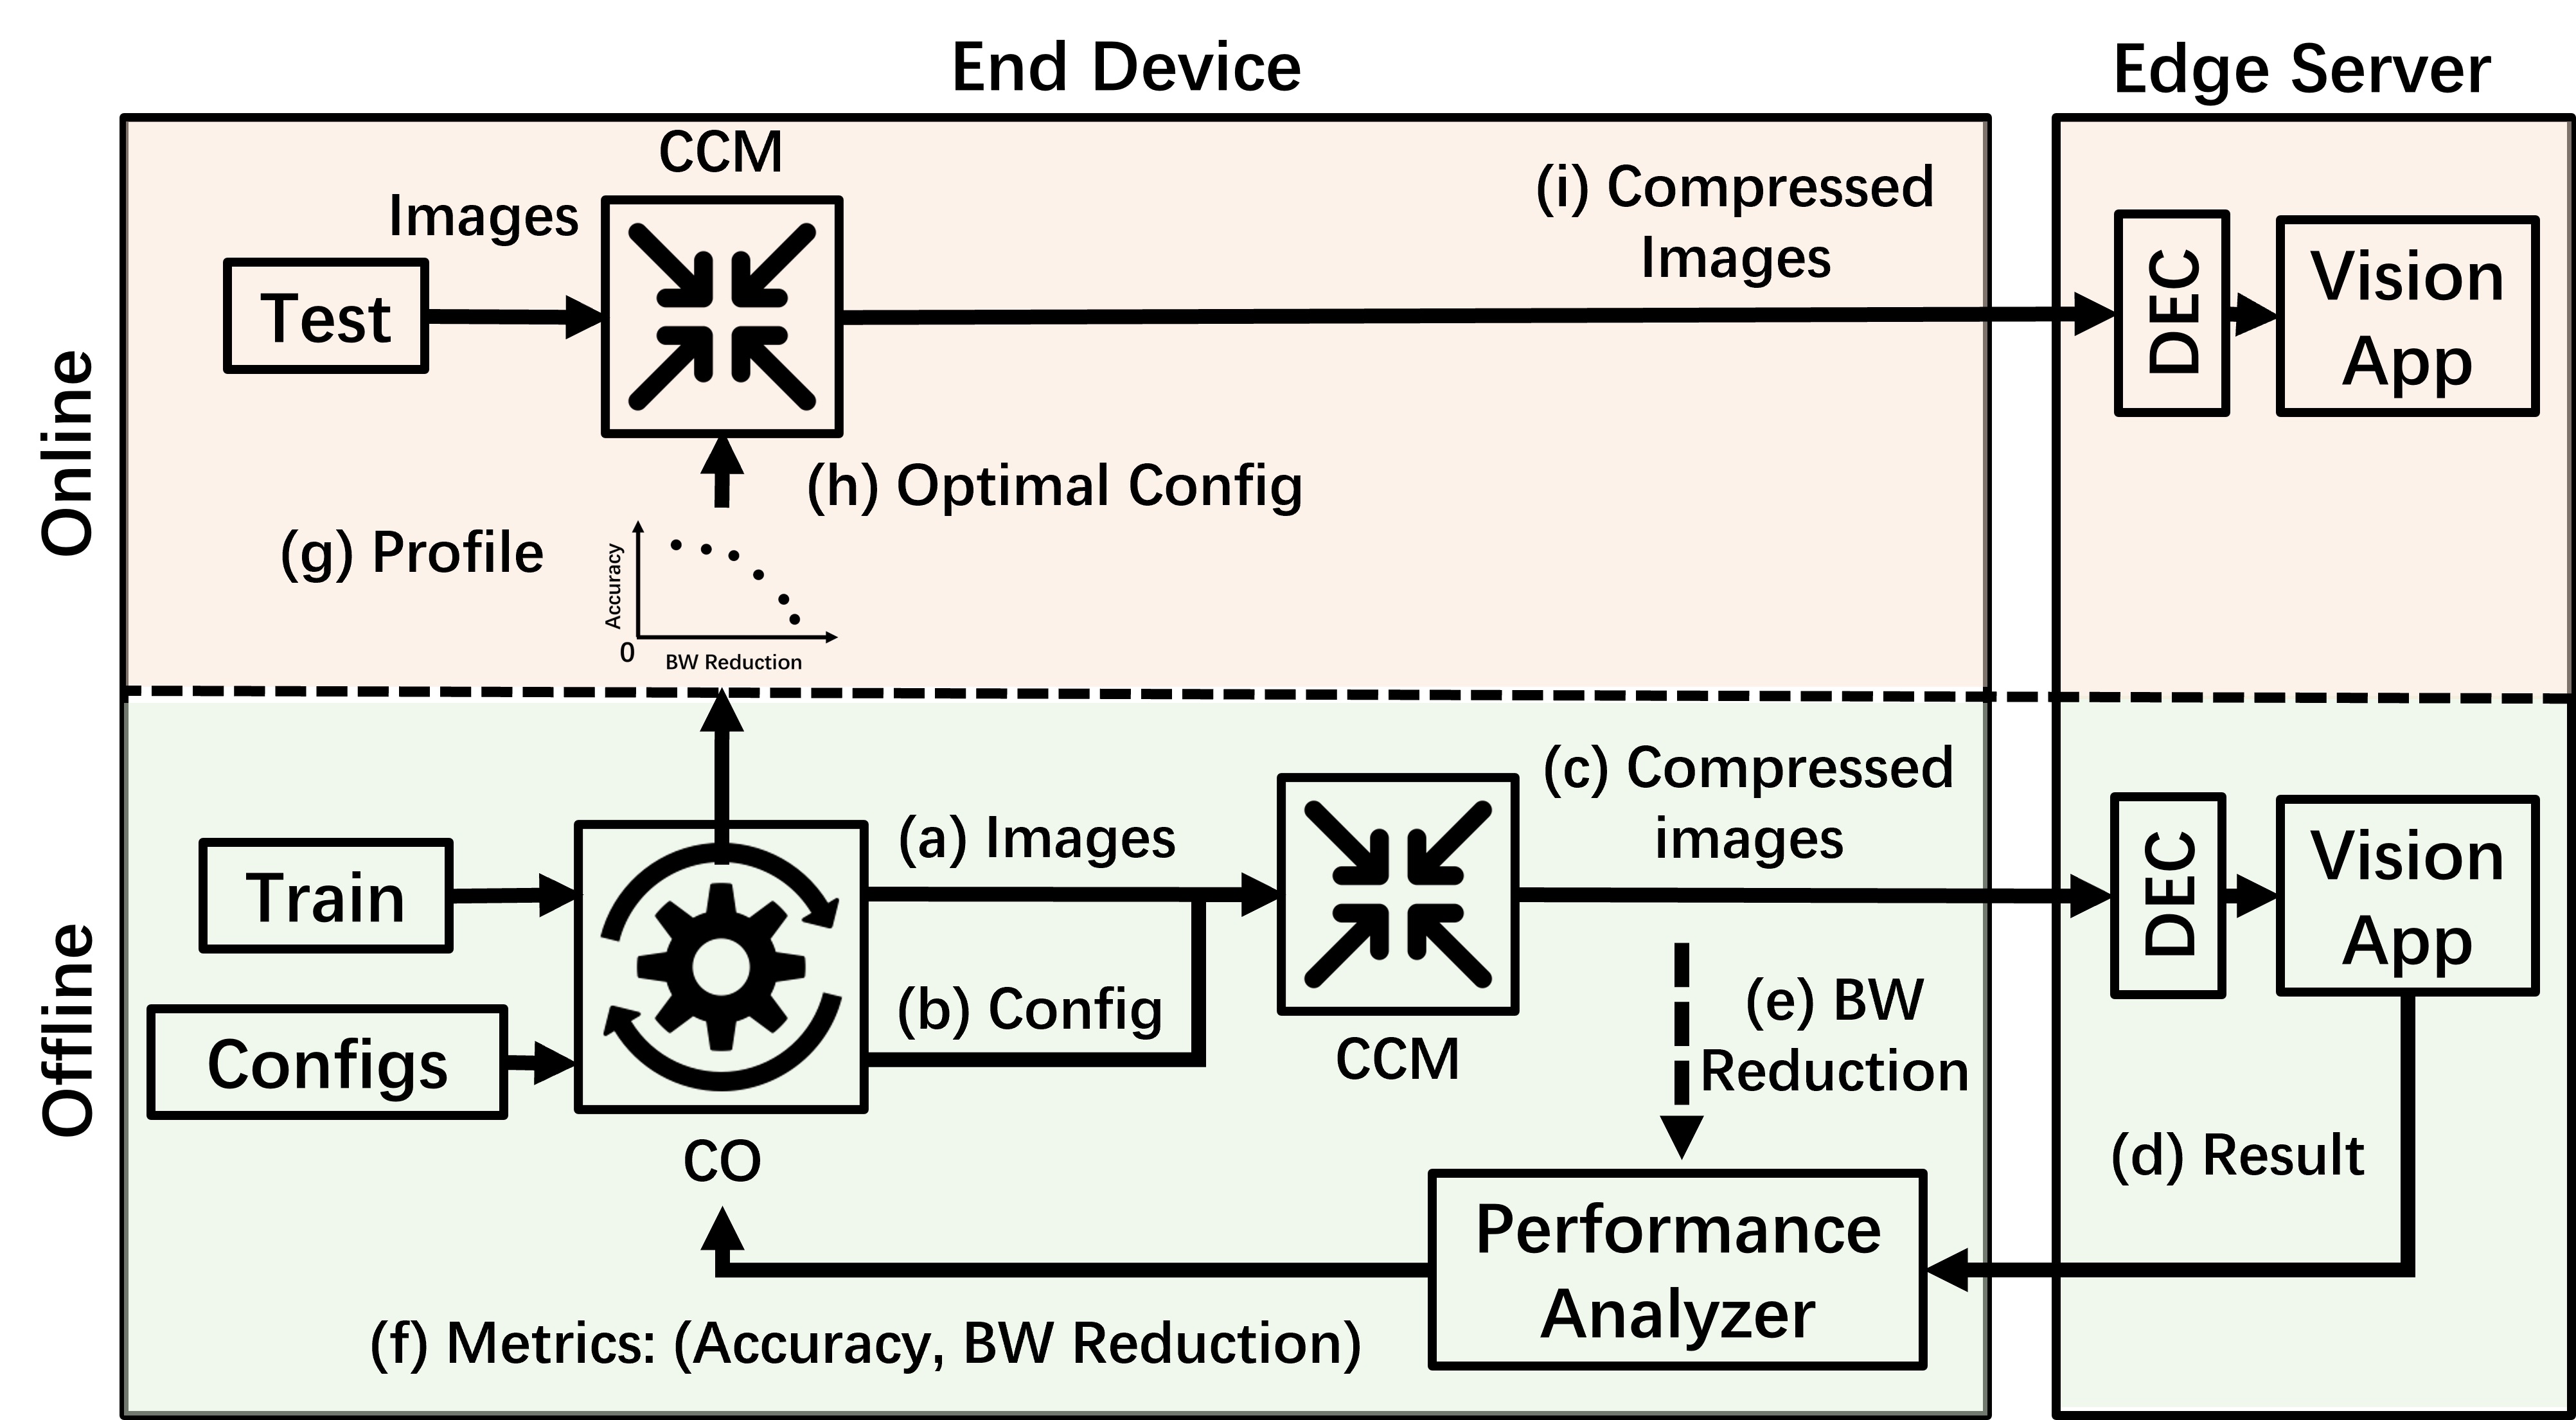 End Device
Edge Server
Online
CCM
Images
Test
(i) Compressed
Images
DEC
Vision
App
(h) Optimal Config
(g) Profile
Accuracy
0
BW Reduction
Offline
Train
Configs
CO
(a) Images
(b) Config
CCM
(c) Compressed
images
DEC
Vision
App
(e) BW
Reduction
(d) Result
Performance
Analyzer
(f) Metrics: (Accuracy, BW Reduction)